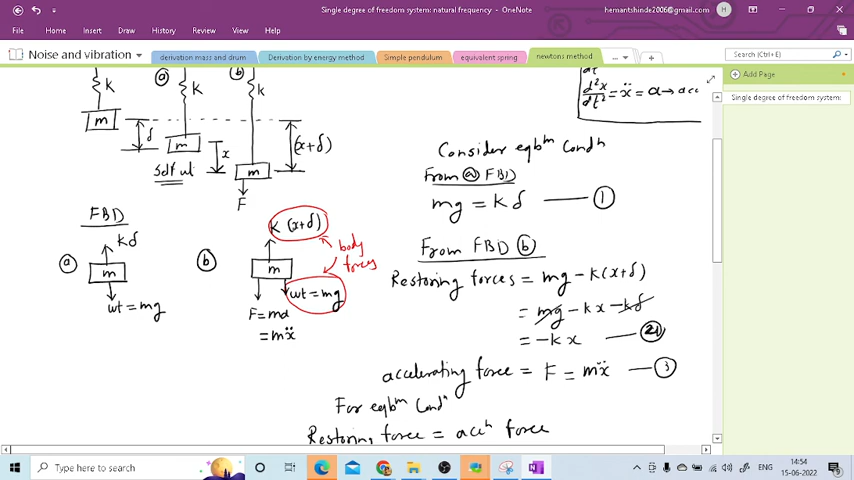 Single degree of freedom system: natural frequency - OneNote
hemantshinde2006@gmail.com
H
File Home Insert Draw History Review View Help
Noise and vibration
derivation mass and drum
Derivation by energy method
Simple pendulum
equivalent spring
newtons method
Search (Ctrl+E)
Add Page
Single degree of freedom system:
a b
K K K
m
m
m
δ
x
(x+δ)
self wt
F
FBD
a
Kδ
m
wt = mg
b
K (x+δ)
m
wt = mg
body
forces
F = ma
= mẍ
dt
d²x/dt² = ẍ = a → acc
Consider eqbᵐ Condⁿ
From a FBD
mg = Kδ — 1
From FBD b
Restoring forces = mg - K(x+δ)
= mg - Kx - Kδ
= -Kx — 2
accelerating force = F = mẍ — 3
For eqbᵐ Condⁿ
Restoring force = accⁿ force
Type here to search
ENG
14:54
15-06-2022